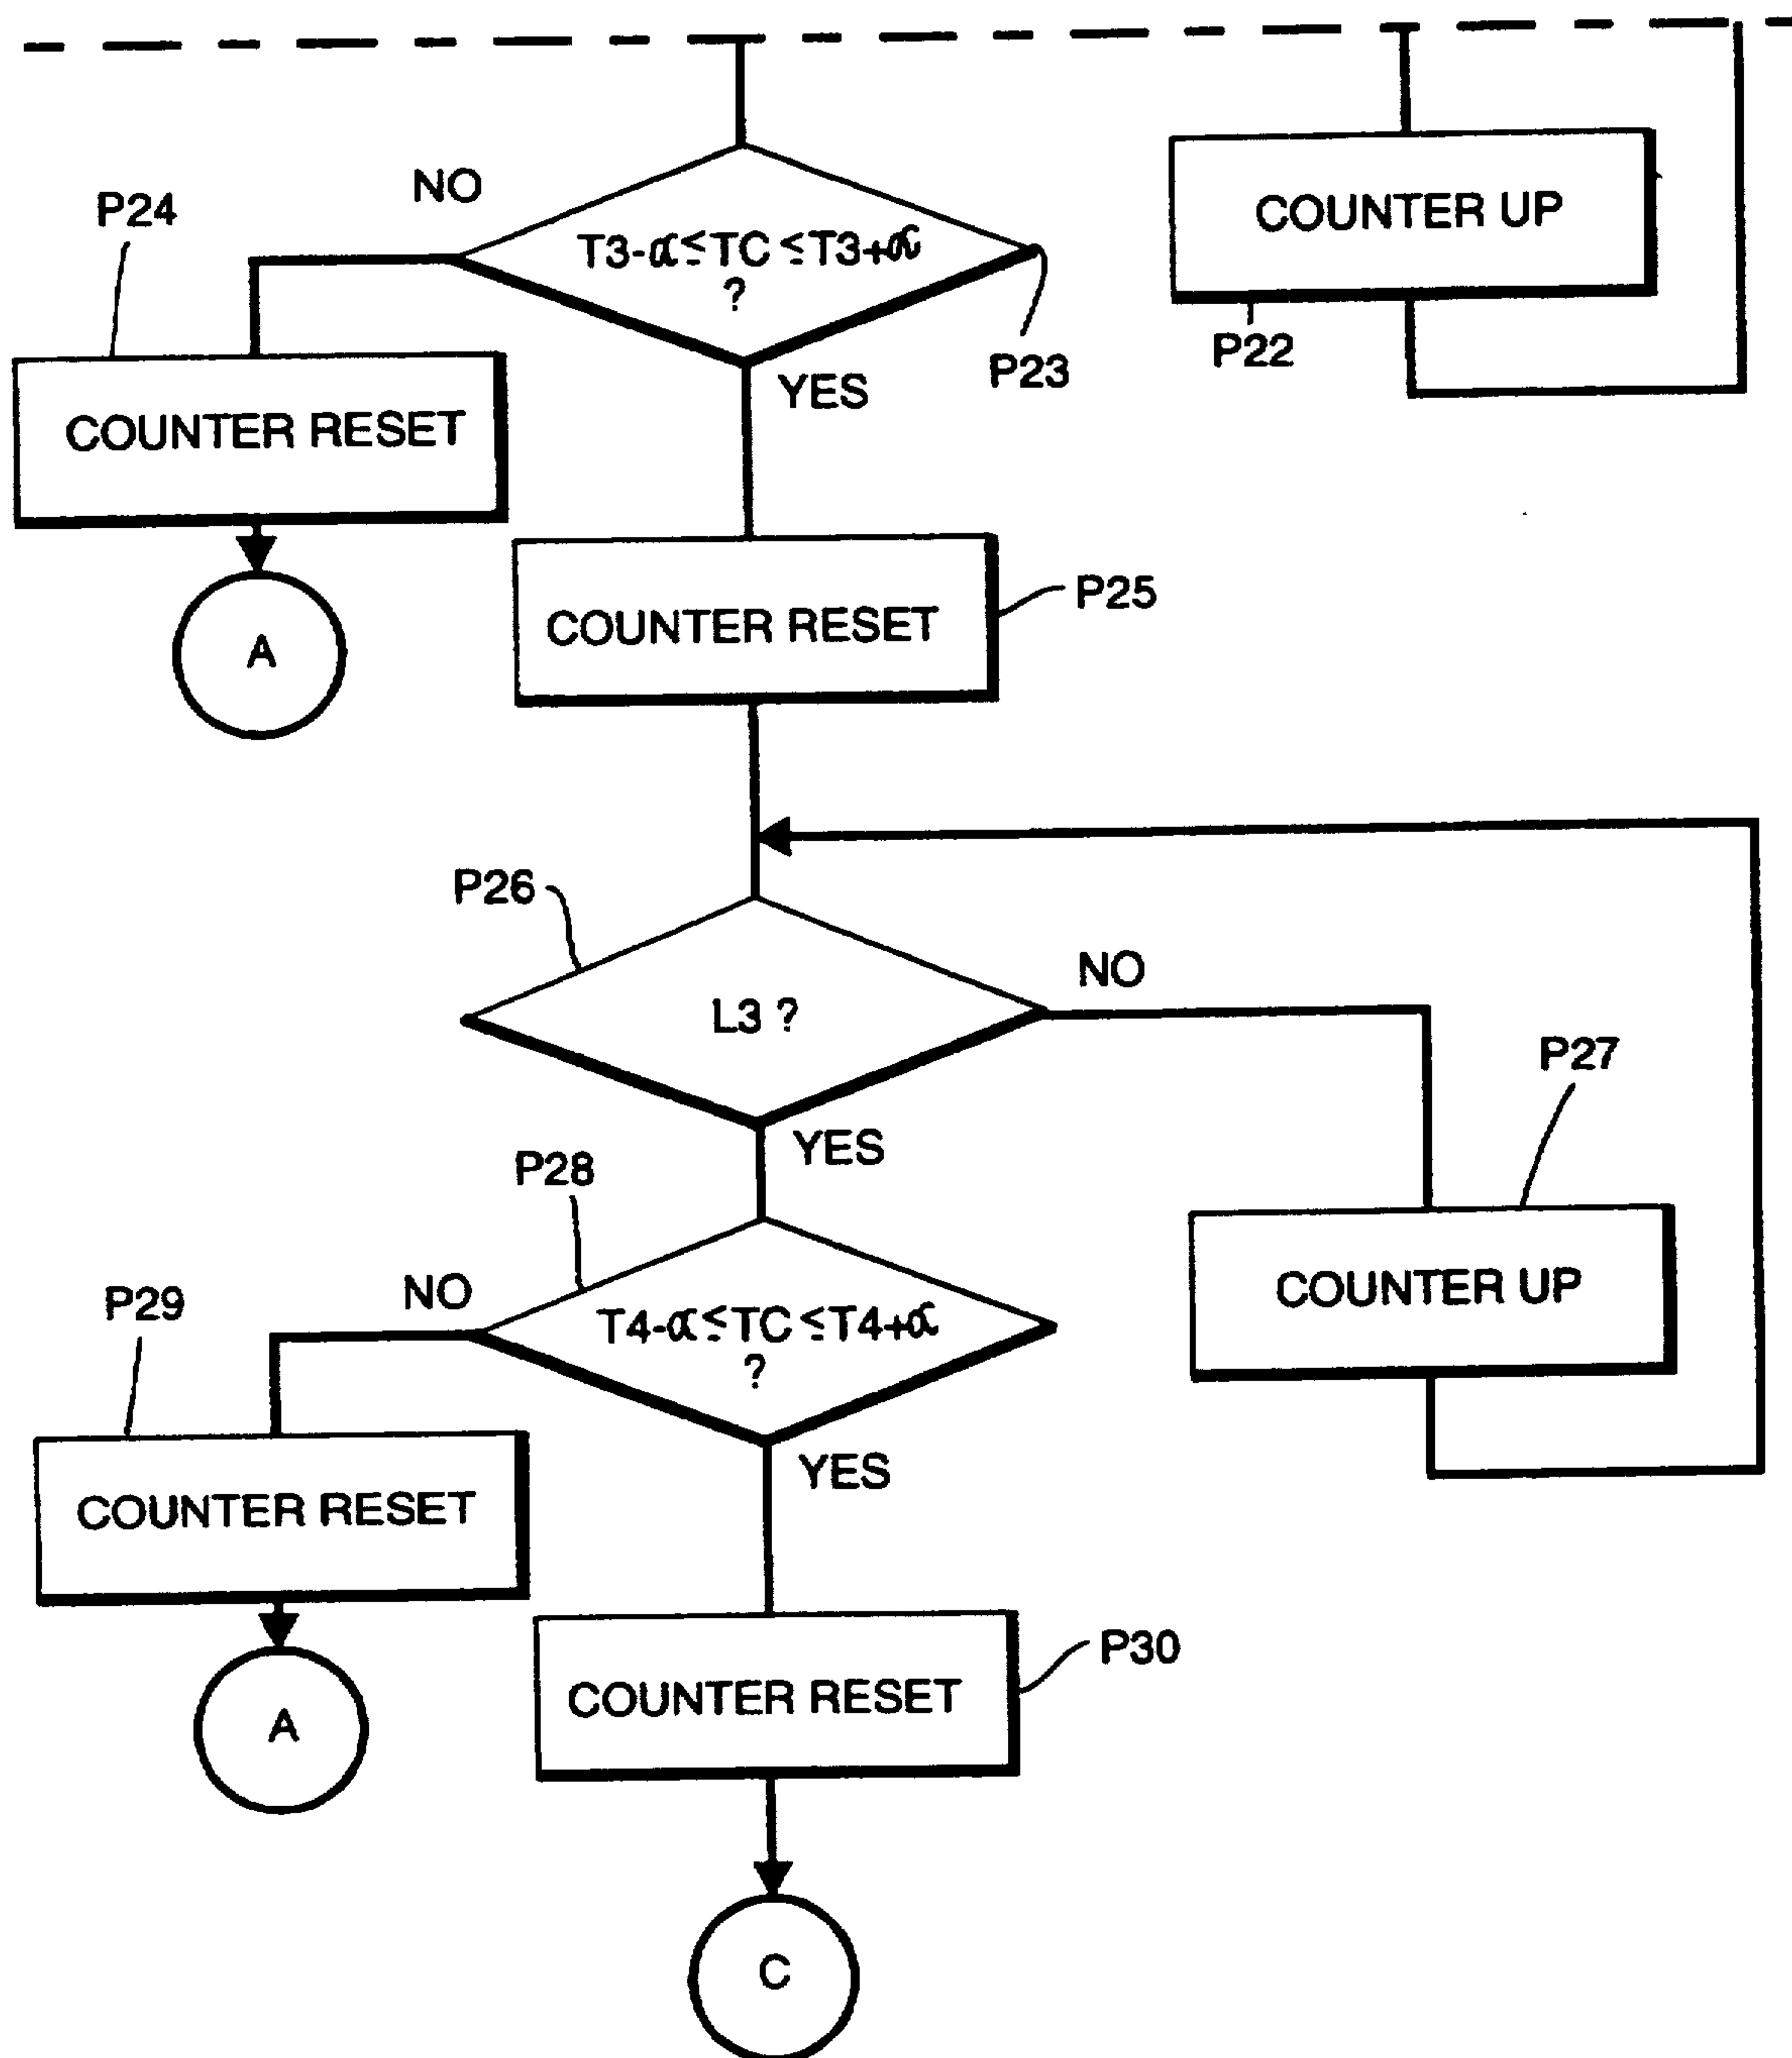 NO
P24
T3-α≤TC≤T3+α
?
COUNTER UP
P22
P23
YES
COUNTER RESET
P25
COUNTER RESET
A
P26
NO
L3 ?
P27
YES
P28
COUNTER UP
NO
P29
T4-α≤TC≤T4+α
?
YES
COUNTER RESET
P30
COUNTER RESET
A
C